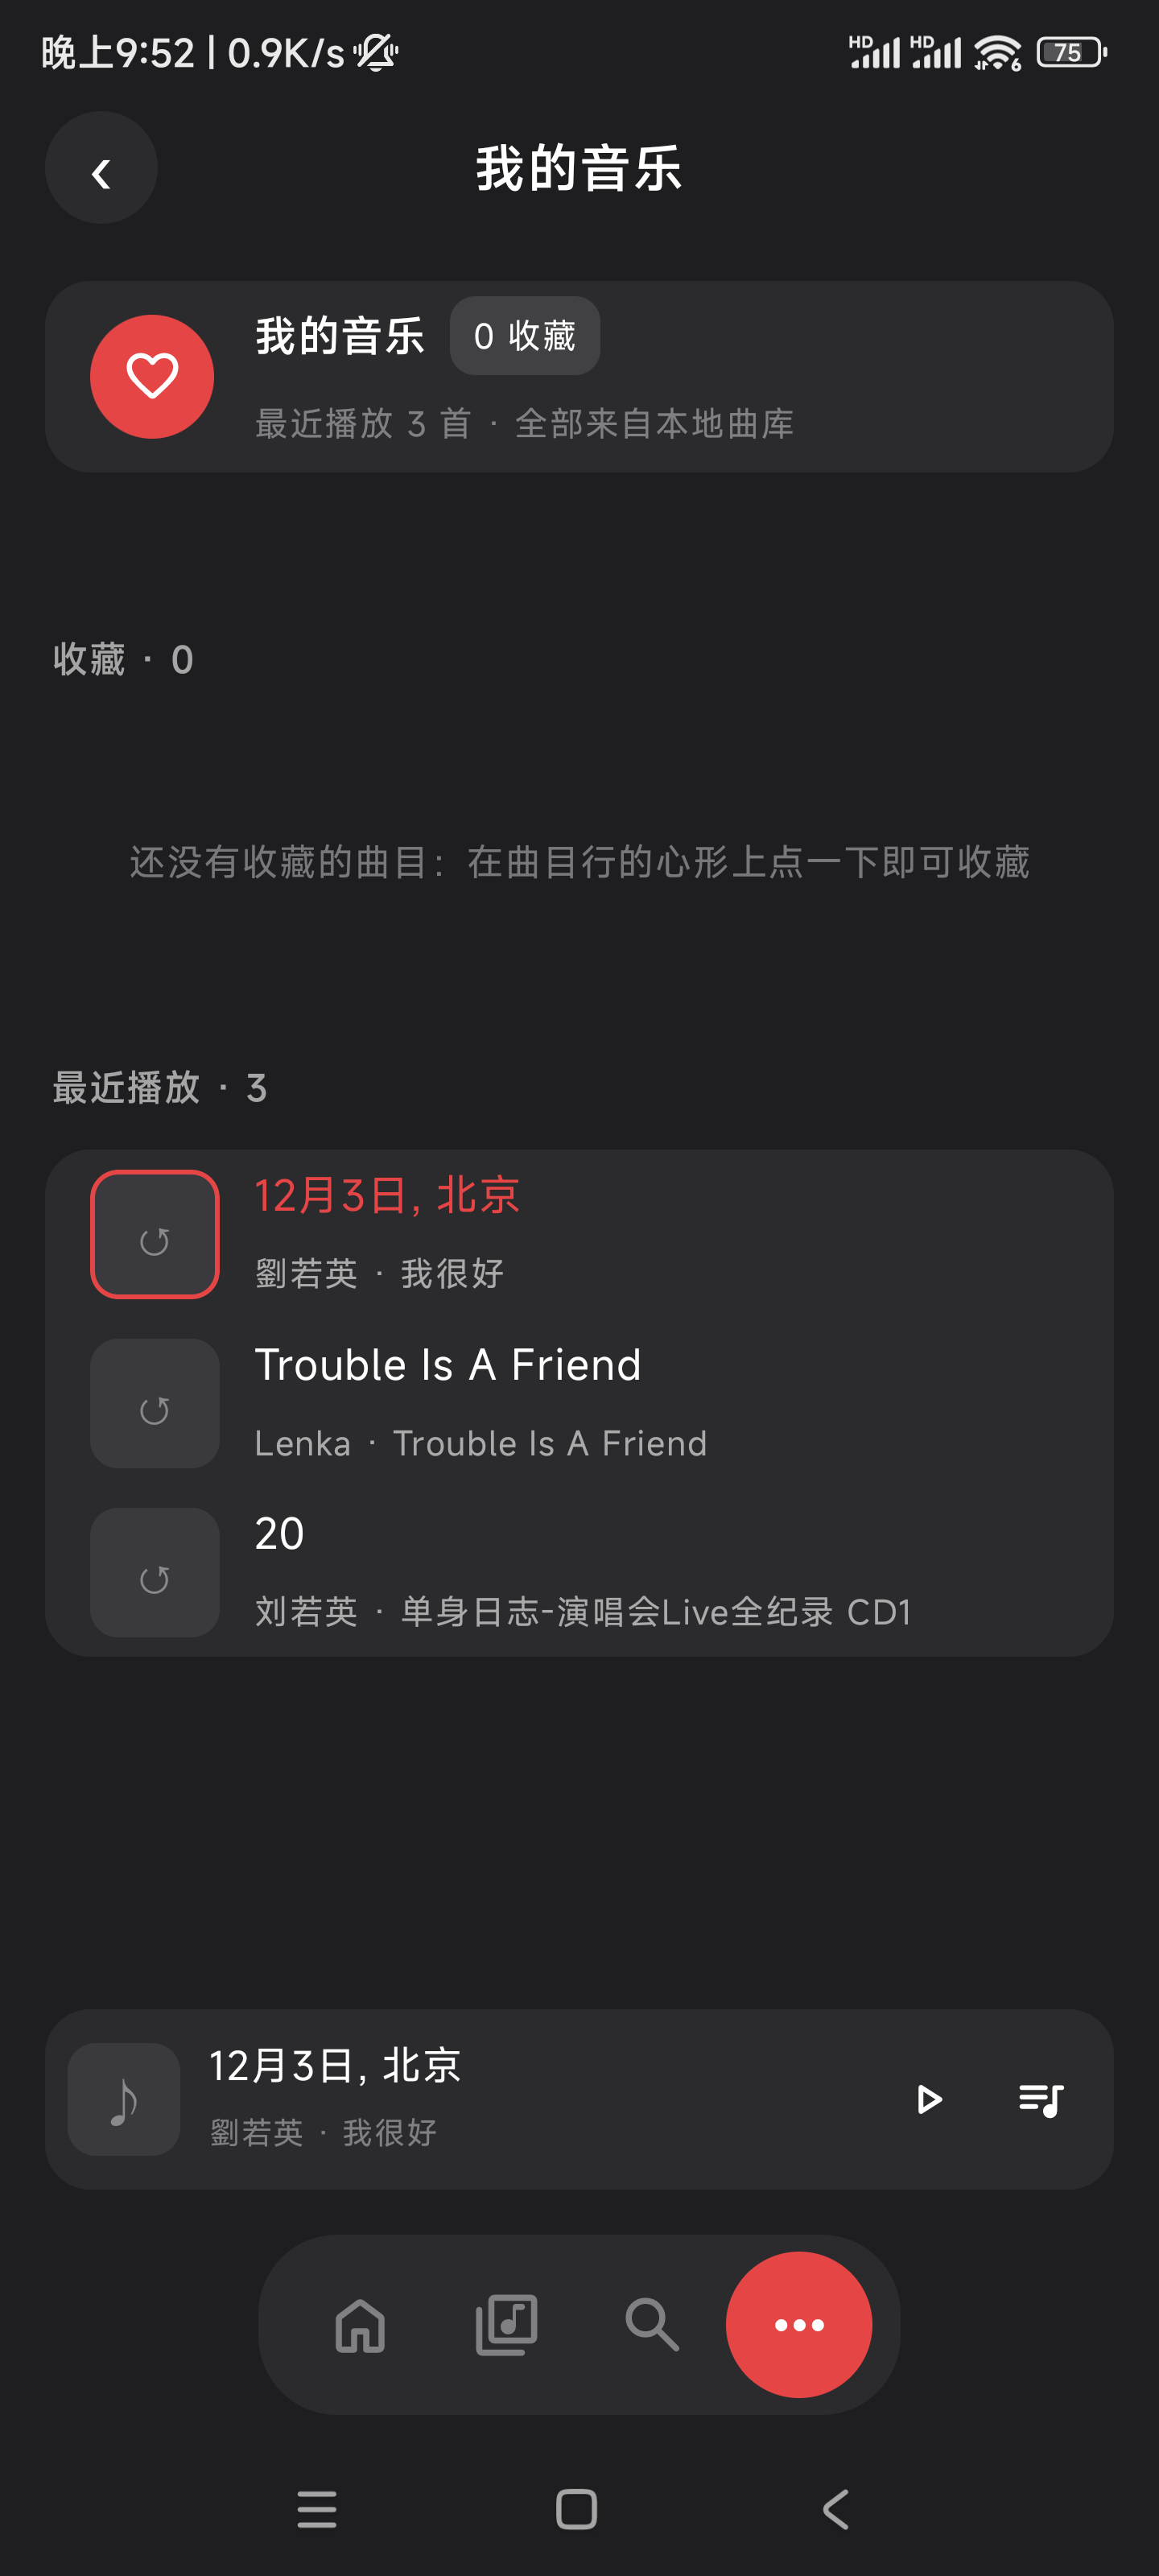 晚上9:52 | 0.9K/s
HD HD 6 75
我的音乐
我的音乐 0 收藏
最近播放 3 首 · 全部来自本地曲库
收藏 · 0
还没有收藏的曲目：在曲目行的心形上点一下即可收藏
最近播放 · 3
12月3日, 北京
劉若英 · 我很好
Trouble Is A Friend
Lenka · Trouble Is A Friend
20
刘若英 · 单身日志-演唱会Live全纪录 CD1
12月3日, 北京
劉若英 · 我很好